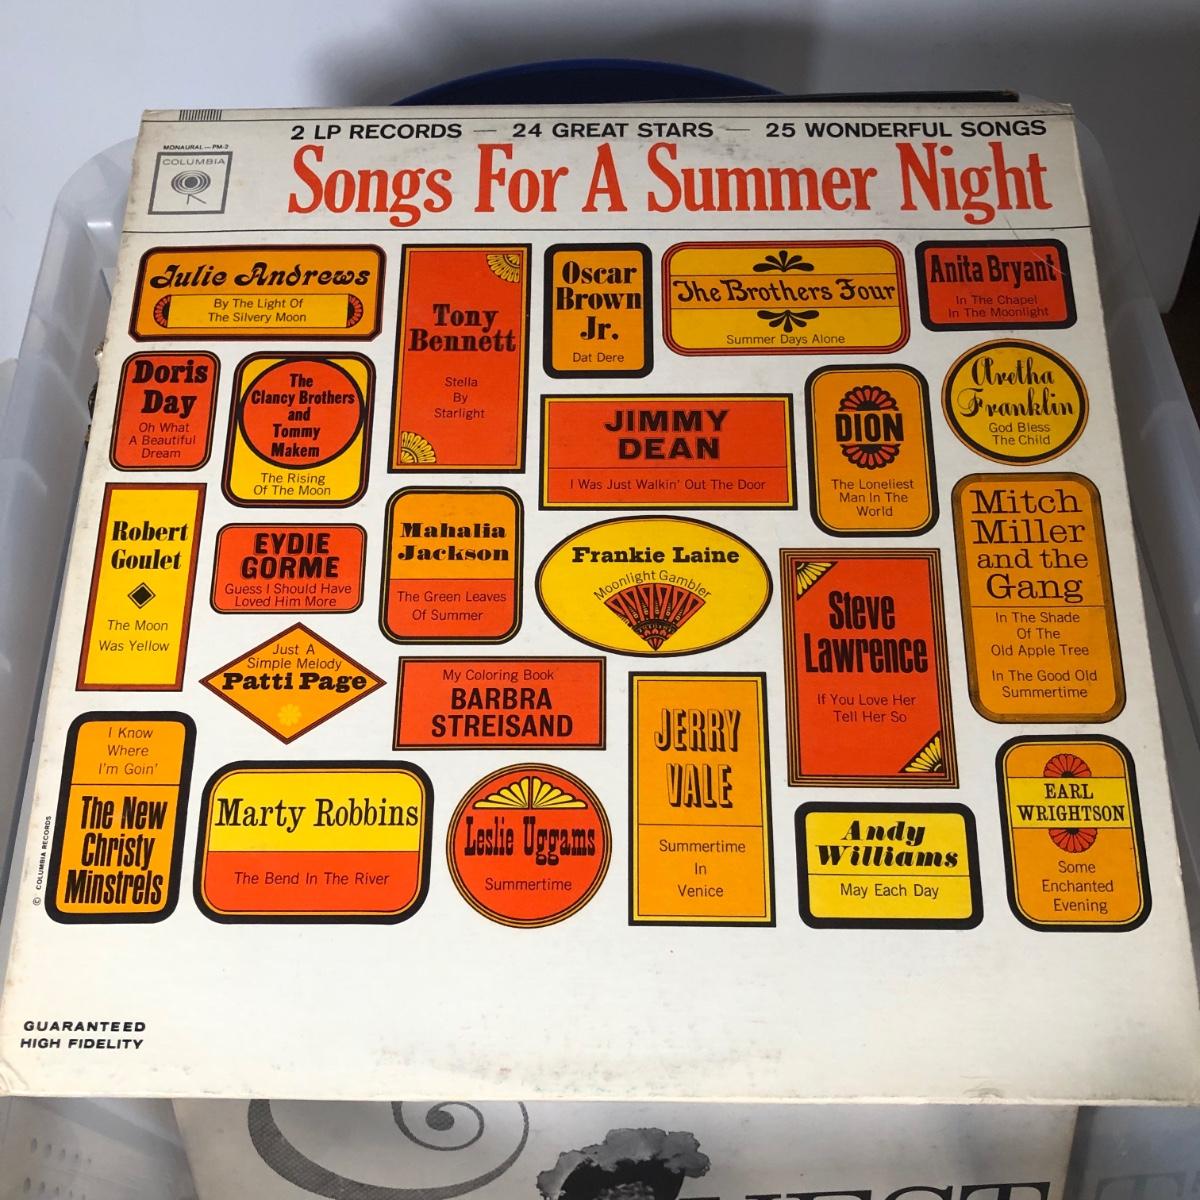 2 LP RECORDS — 24 GREAT STARS — 25 WONDERFUL SONGS
MONAURAL—PM-2
COLUMBIA
Songs For A Summer Night
Julie Andrews
By The Light Of
The Silvery Moon
Tony
Bennett
Stella
By
Starlight
Oscar
Brown
Jr.
Dat Dere
The Brothers Four
Summer Days Alone
Anita Bryant
In The Chapel
In The Moonlight
Doris
Day
Oh What
A Beautiful
Dream
The
Clancy Brothers
and
Tommy
Makem
The Rising
Of The Moon
JIMMY
DEAN
I Was Just Walkin' Out The Door
DION
The Loneliest
Man In The
World
Aretha
Franklin
God Bless
The Child
Robert
Goulet
The Moon
Was Yellow
EYDIE
GORME
Guess I Should Have
Loved Him More
Mahalia
Jackson
The Green Leaves
Of Summer
Frankie Laine
Moonlight Gambler
Steve
Lawrence
If You Love Her
Tell Her So
Mitch
Miller
and the
Gang
In The Shade
Of The
Old Apple Tree
In The Good Old
Summertime
Just A
Simple Melody
Patti Page
My Coloring Book
BARBRA
STREISAND
JERRY
VALE
Summertime
In
Venice
I Know
Where
I'm Goin'
The New
Christy
Minstrels
Marty Robbins
The Bend In The River
Leslie Uggams
Summertime
Andy
Williams
May Each Day
EARL
WRIGHTSON
Some
Enchanted
Evening
© COLUMBIA RECORDS
GUARANTEED
HIGH FIDELITY